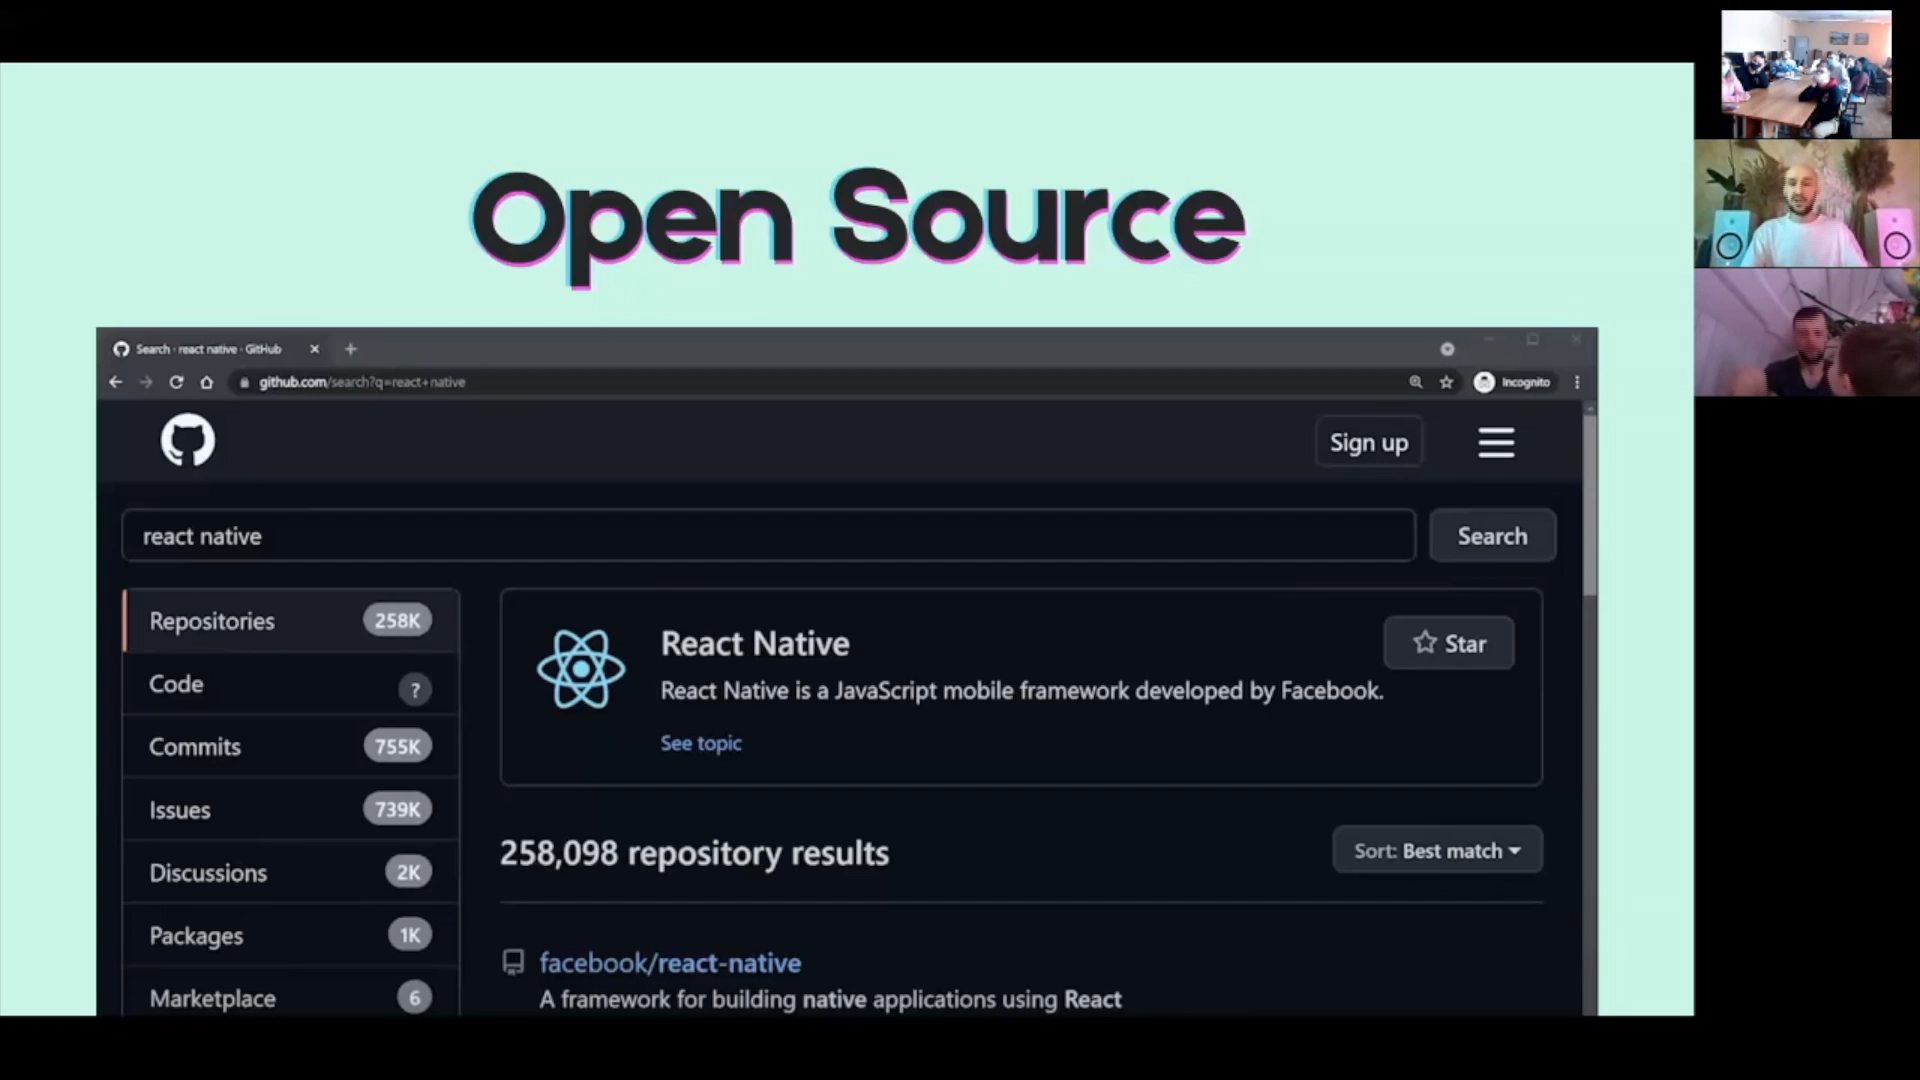 Open Source
Search · react native · GitHub
github.com/search?q=react+native
Incognito
Sign up
react native
Search
Repositories 258K
Code ?
Commits 755K
Issues 739K
Discussions 2K
Packages 1K
Marketplace 6
React Native
Star
React Native is a JavaScript mobile framework developed by Facebook.
See topic
258,098 repository results
Sort: Best match
facebook/react-native
A framework for building native applications using React